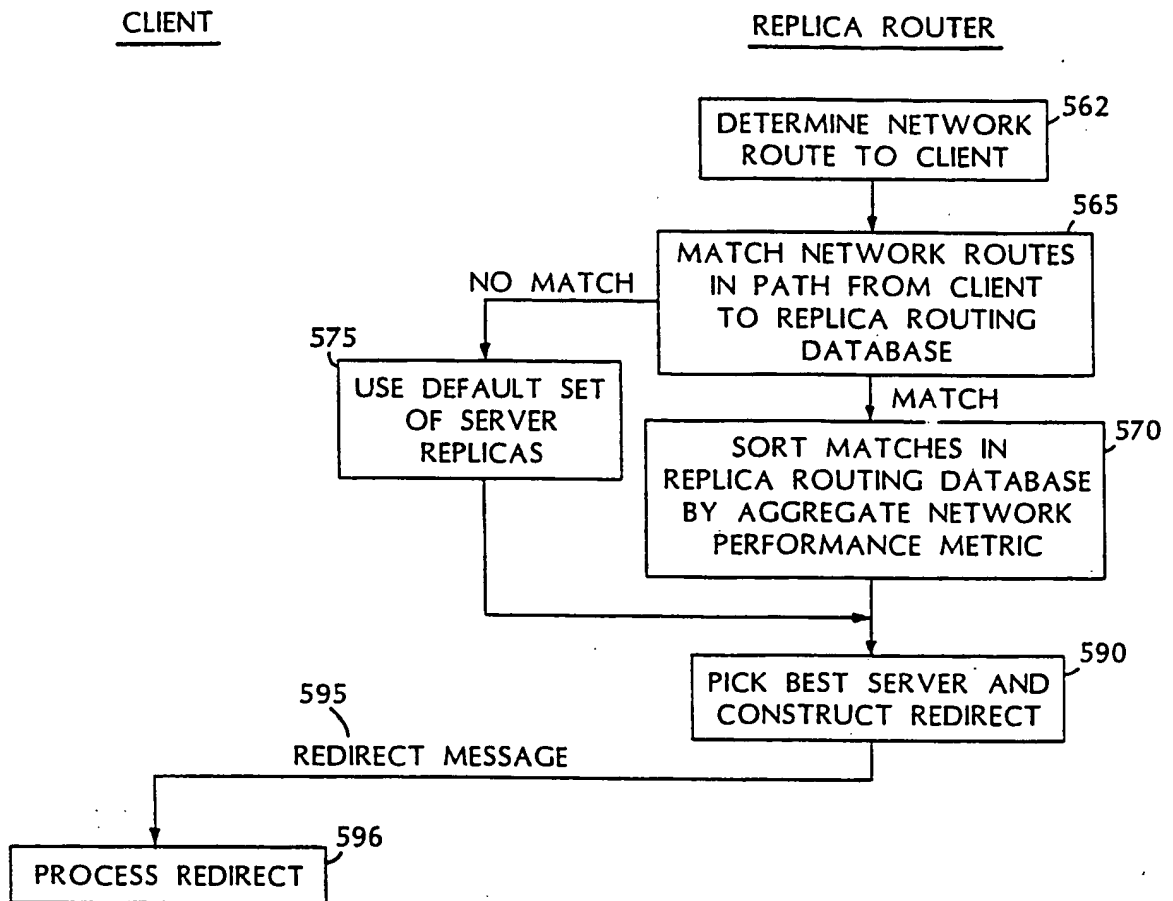 CLIENT
REPLICA ROUTER
562
DETERMINE NETWORK
ROUTE TO CLIENT
565
MATCH NETWORK ROUTES
IN PATH FROM CLIENT
TO REPLICA ROUTING
DATABASE
NO MATCH
575
USE DEFAULT SET
OF SERVER
REPLICAS
MATCH
570
SORT MATCHES IN
REPLICA ROUTING DATABASE
BY AGGREGATE NETWORK
PERFORMANCE METRIC
590
PICK BEST SERVER AND
CONSTRUCT REDIRECT
595
REDIRECT MESSAGE
596
PROCESS REDIRECT